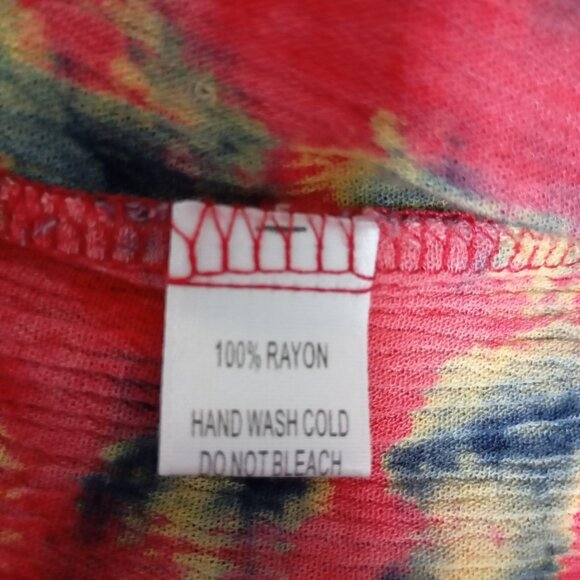 100% RAYON
HAND WASH COLD
DO NOT BLEACH